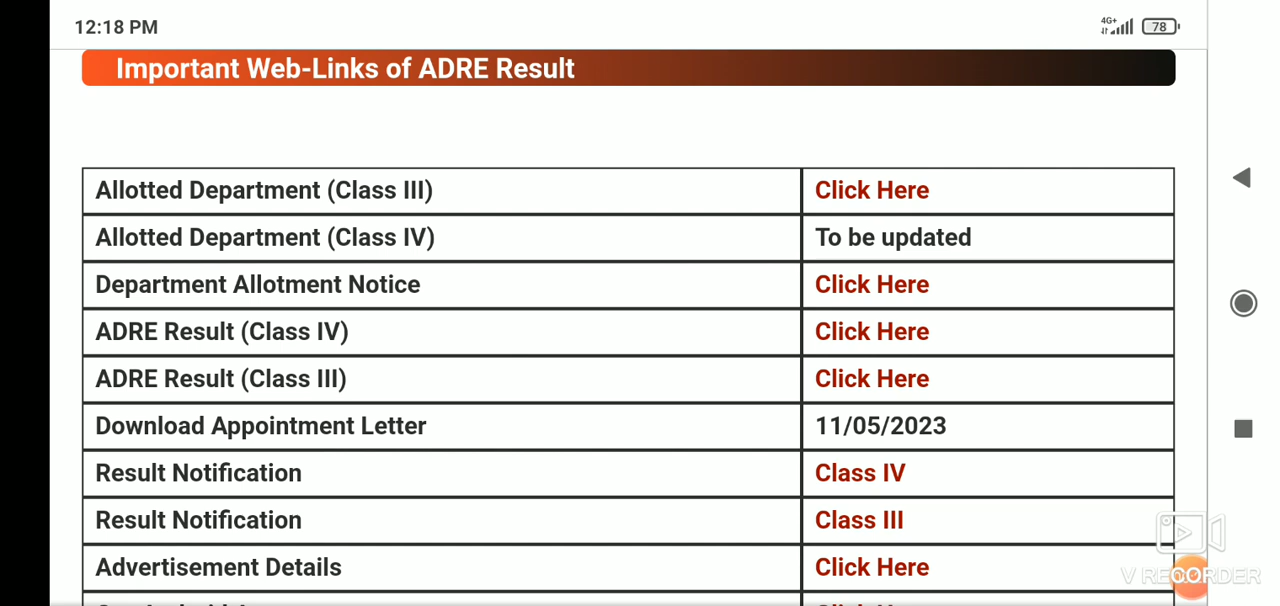 12:18 PM
4G+
78
Important Web-Links of ADRE Result
Allotted Department (Class III) Click Here
Allotted Department (Class IV) To be updated
Department Allotment Notice Click Here
ADRE Result (Class IV) Click Here
ADRE Result (Class III) Click Here
Download Appointment Letter 11/05/2023
Result Notification Class IV
Result Notification Class III
Advertisement Details Click Here
V RECORDER